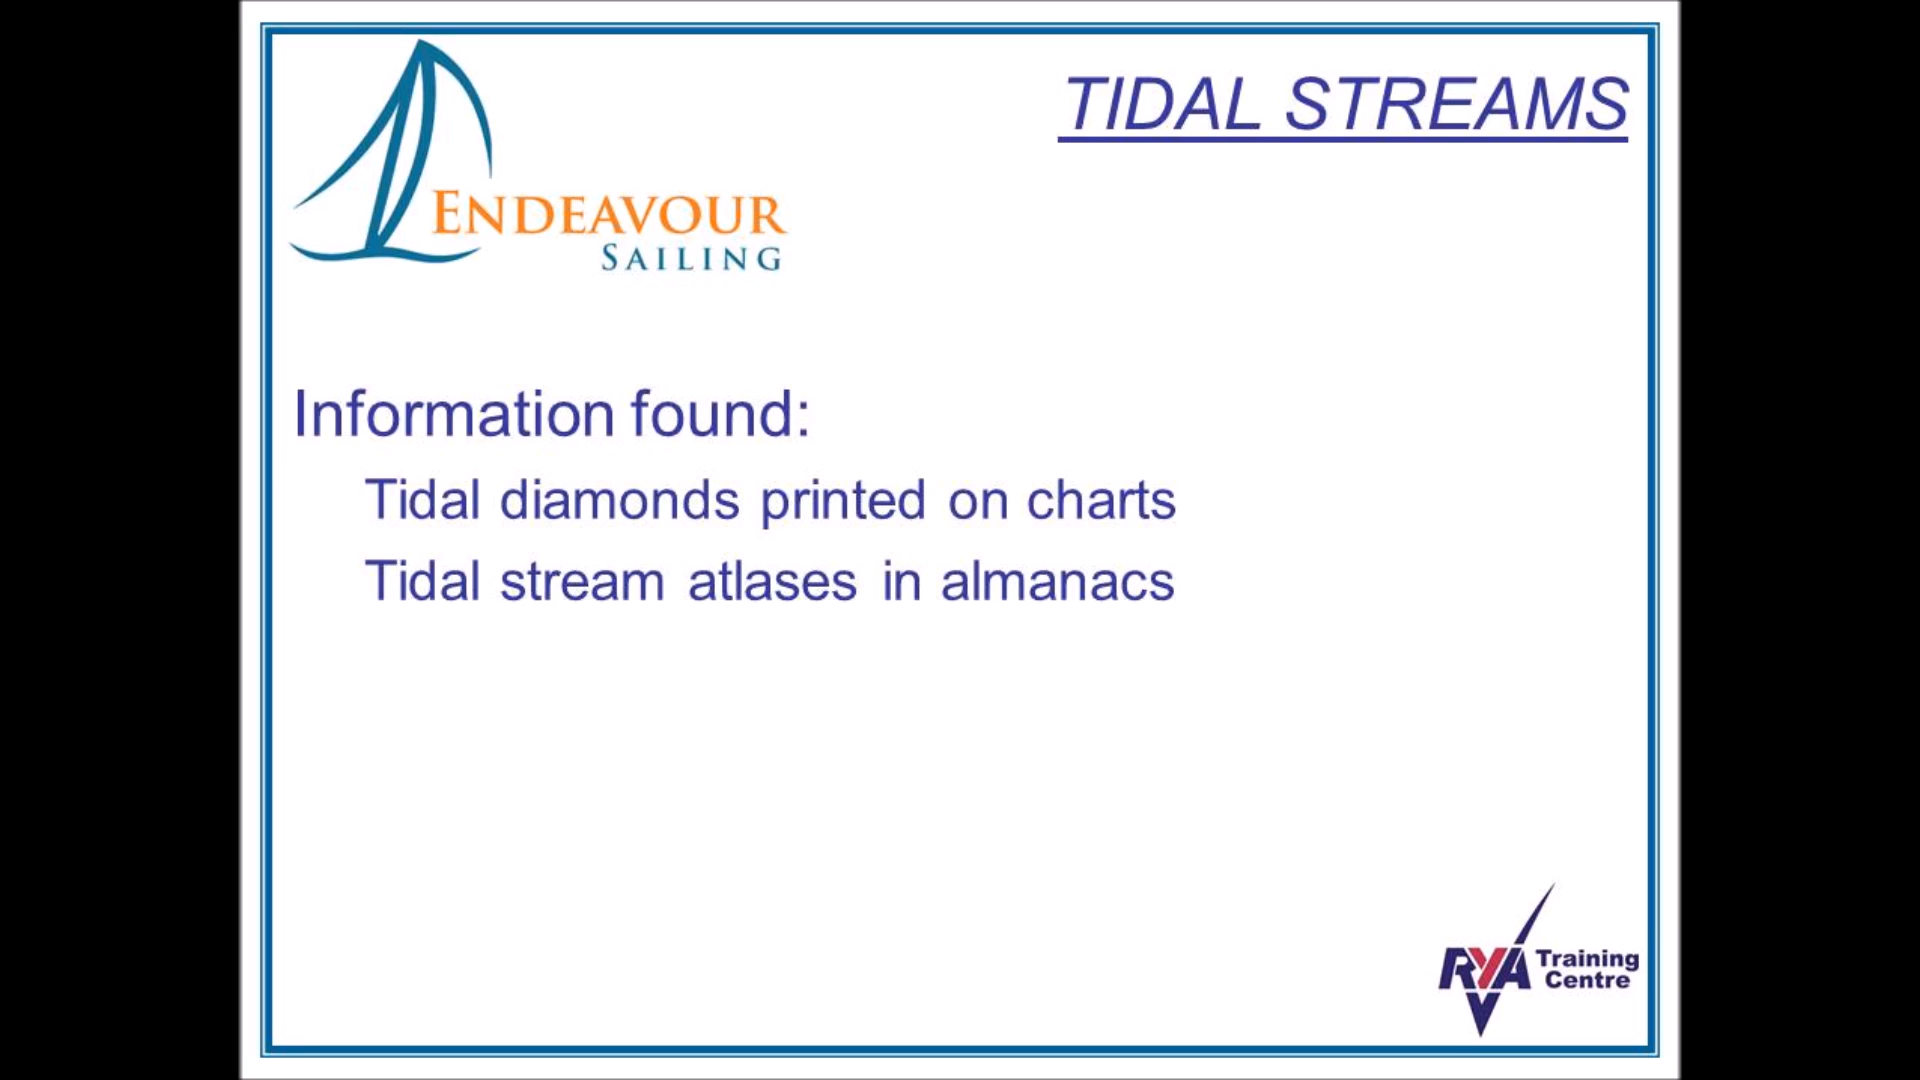 TIDAL STREAMS
ENDEAVOUR
SAILING
Information found:
Tidal diamonds printed on charts
Tidal stream atlases in almanacs
RYA Training
Centre